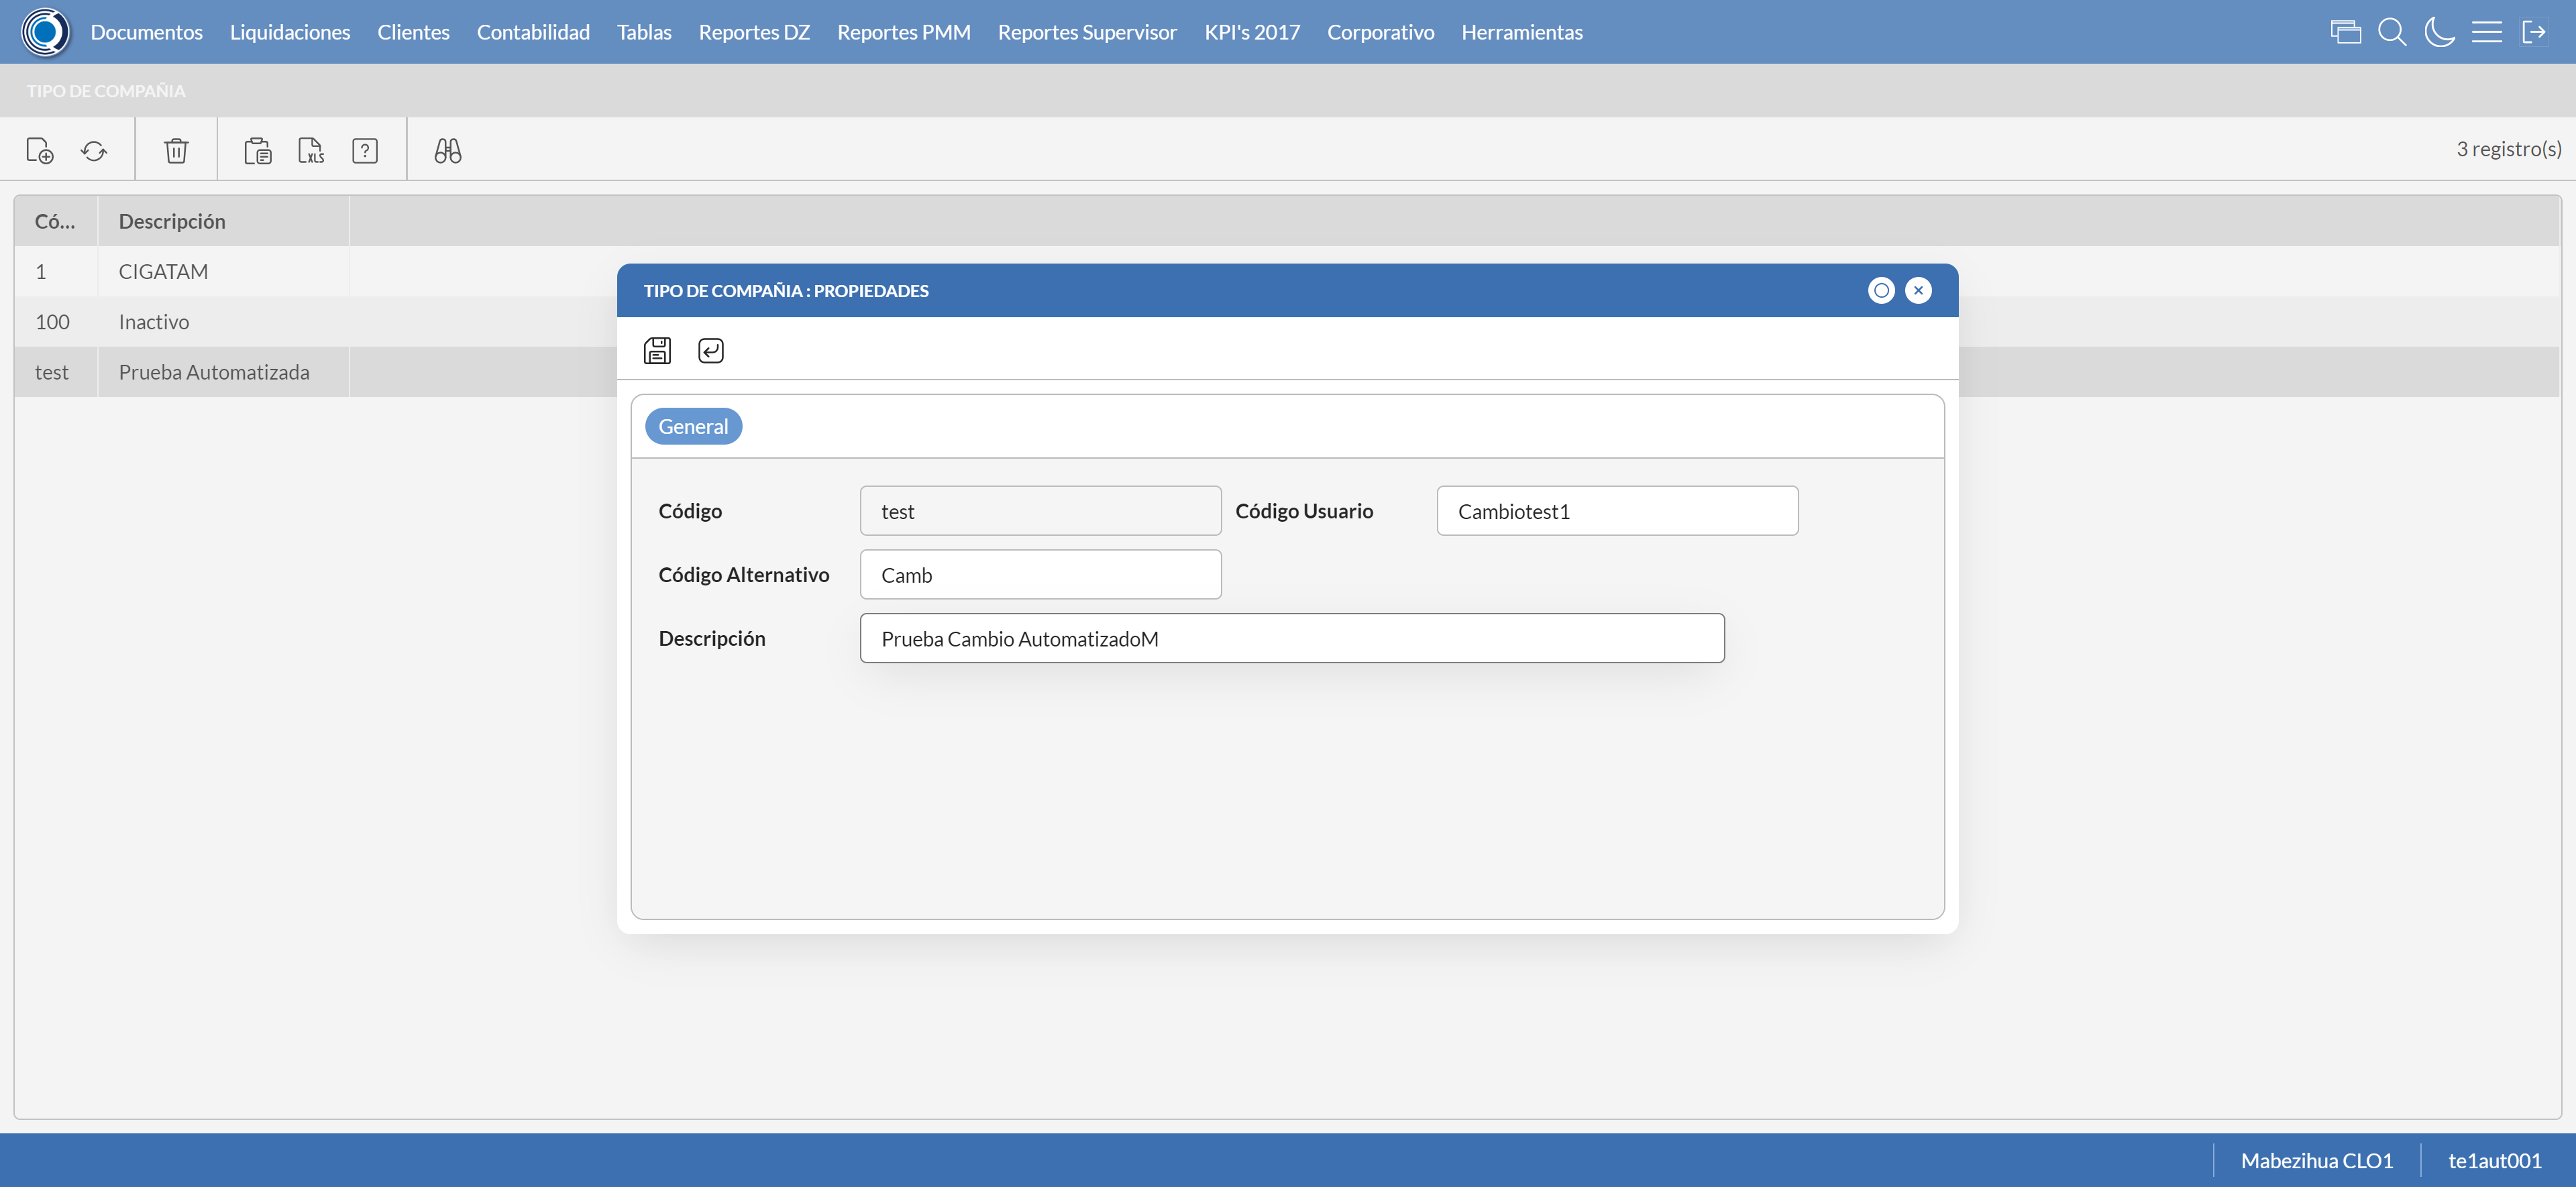 Documentos Liquidaciones Clientes Contabilidad Tablas Reportes DZ Reportes PMM Reportes Supervisor KPI's 2017 Corporativo Herramientas
TIPO DE COMPAÑIA
XLS ? 3 registro(s)
Có... Descripción
1 CIGATAM
100 Inactivo
test Prueba Automatizada
TIPO DE COMPAÑIA : PROPIEDADES
General
Código test Código Usuario Cambiotest1
Código Alternativo Camb
Descripción Prueba Cambio AutomatizadoM
Mabezihua CLO1 te1aut001